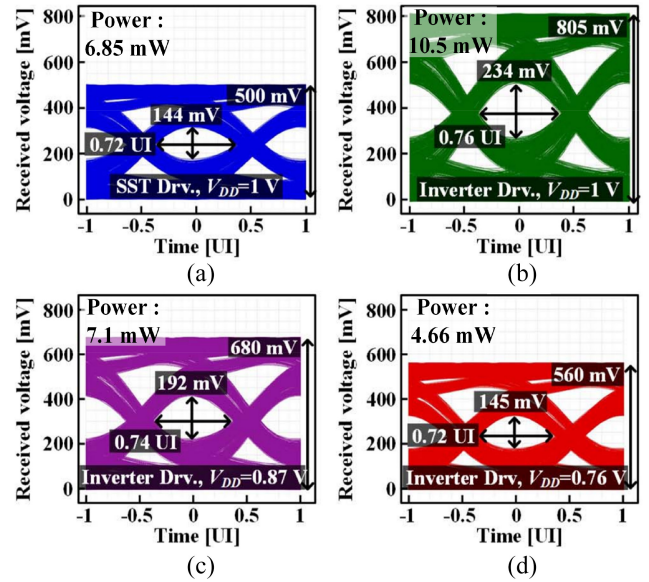 (a)
Received voltage [mV]
800
600
400
200
0
Power :
6.85 mW
500 mV
144 mV
0.72 UI
SST Drv., VDD=1 V
-1 -0.5 0 0.5 1
Time [UI]
(a)
(b)
Received voltage [mV]
800
600
400
200
0
Power :
10.5 mW
805 mV
234 mV
0.76 UI
Inverter Drv., VDD=1 V
-1 -0.5 0 0.5 1
Time [UI]
(b)
(c)
Received voltage [mV]
800
600
400
200
0
Power :
7.1 mW
680 mV
192 mV
0.74 UI
Inverter Drv., VDD=0.87 V
-1 -0.5 0 0.5 1
Time [UI]
(c)
(d)
Received voltage [mV]
800
600
400
200
0
Power :
4.66 mW
560 mV
145 mV
0.72 UI
Inverter Drv, VDD=0.76 V
-1 -0.5 0 0.5 1
Time [UI]
(d)